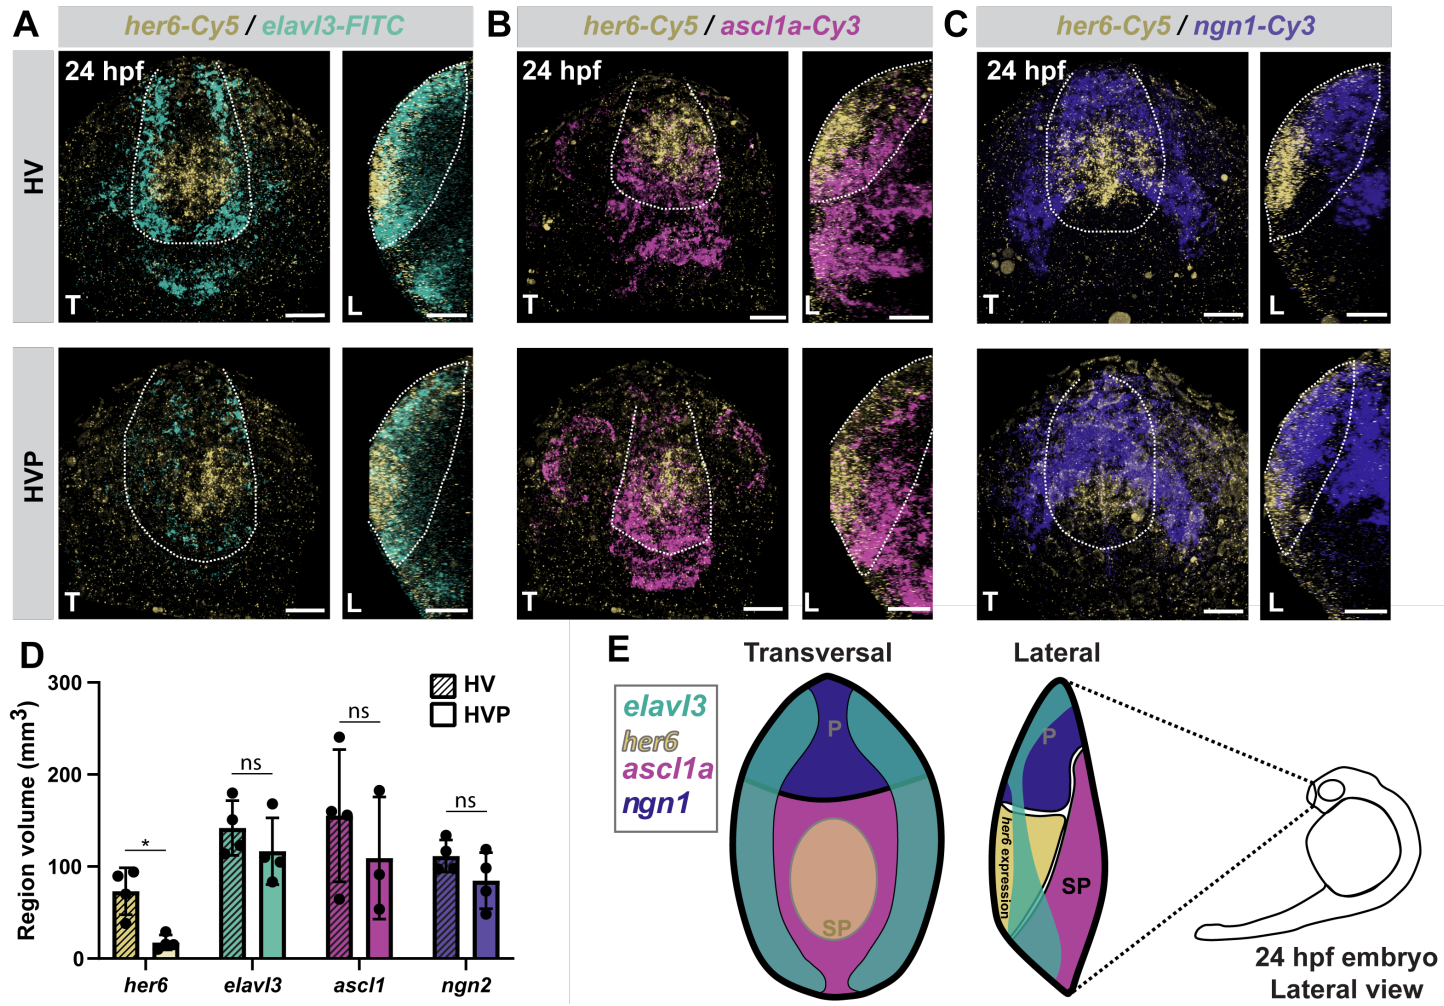 A
her6-Cy5 / elavl3-FITC
B
her6-Cy5 / ascl1a-Cy3
C
her6-Cy5 / ngn1-Cy3
HV
24 hpf
T
L
24 hpf
T
L
24 hpf
T
L
HVP
T
L
T
L
T
L
D
Region volume (mm3)
300
200
100
0
HV
HVP
*
ns
ns
ns
her6
elavl3
ascl1
ngn2
E
Transversal
Lateral
elavl3
her6
ascl1a
ngn1
P
SP
P
her6 expression
SP
24 hpf embryo
Lateral view